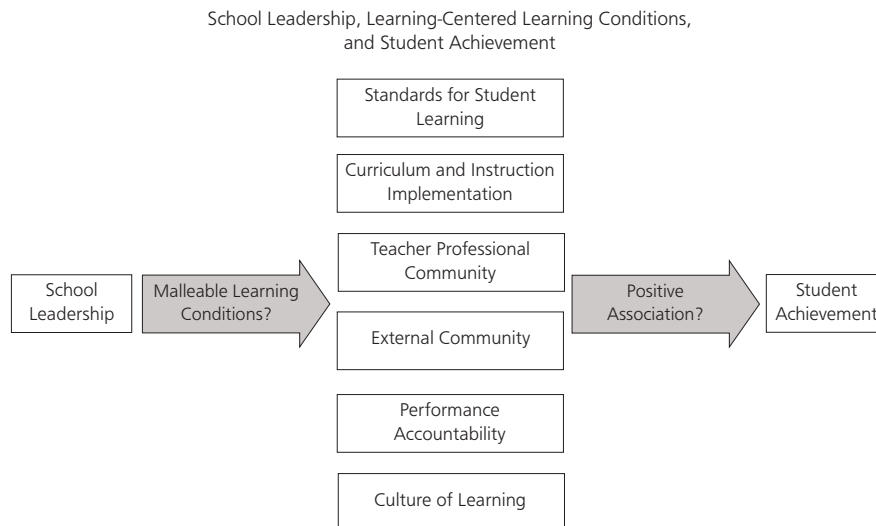 School Leadership, Learning-Centered Learning Conditions,
and Student Achievement
Standards for Student
Learning
Curriculum and Instruction
Implementation
Teacher Professional
Community
School
Leadership
Malleable Learning
Conditions?
Positive
Association?
Student
Achievement
External Community
Performance
Accountability
Culture of Learning